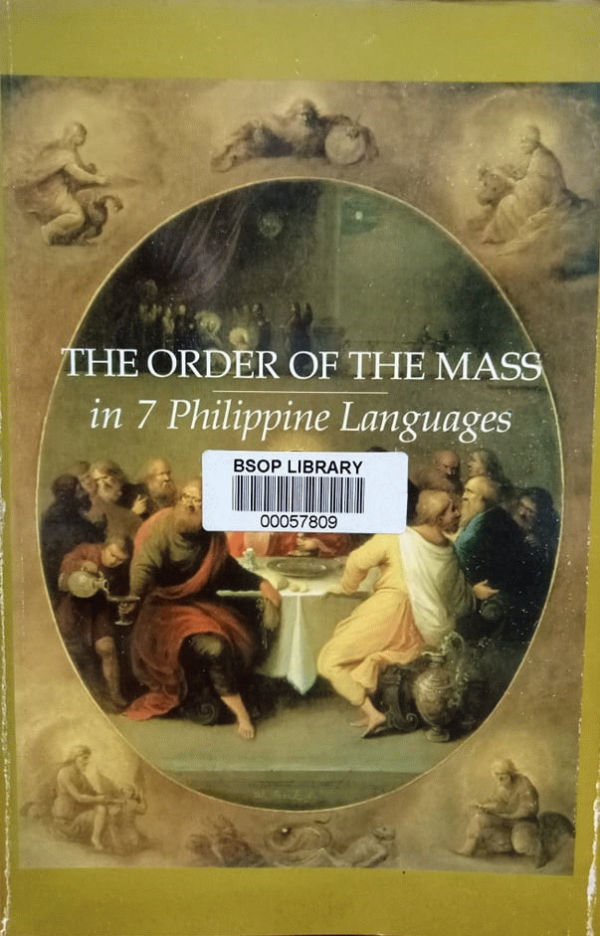 THE ORDER OF THE MASS
in 7 Philippine Languages
BSOP LIBRARY
00057809